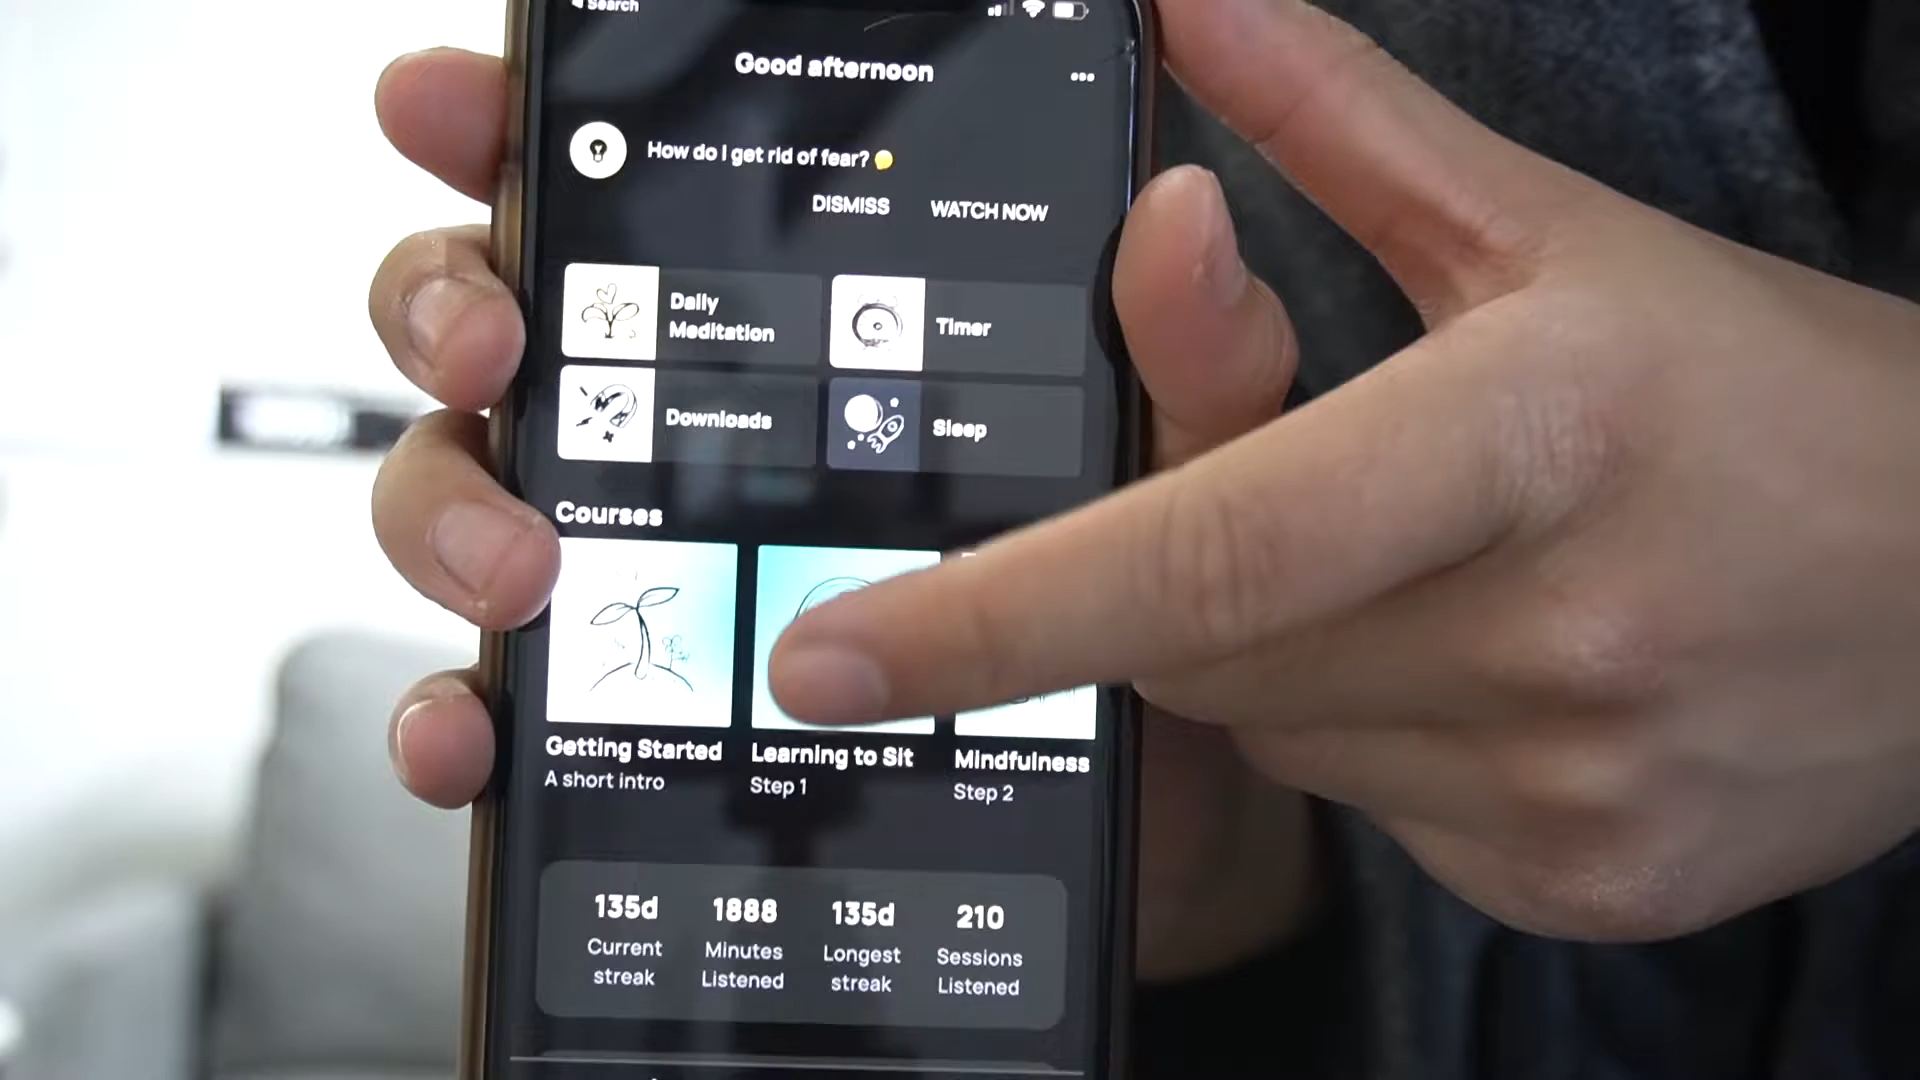 Search
Good afternoon
How do I get rid of fear?
DISMISS WATCH NOW
Daily
Meditation
Timer
Downloads
Sleep
Courses
Getting Started
A short intro
Learning to Sit
Step 1
Mindfulness
Step 2
135d
Current
streak
1888
Minutes
Listened
135d
Longest
streak
210
Sessions
Listened